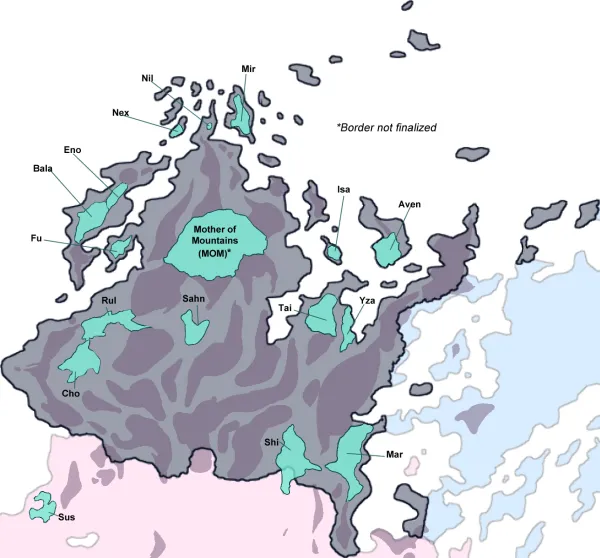 Mir
Nil
Nex
*Border not finalized
Eno
Bala
Isa
Aven
Fu
Mother of
Mountains
(MOM)*
Rul
Sahn
Tai
Yza
Cho
Shi
Mar
Sus